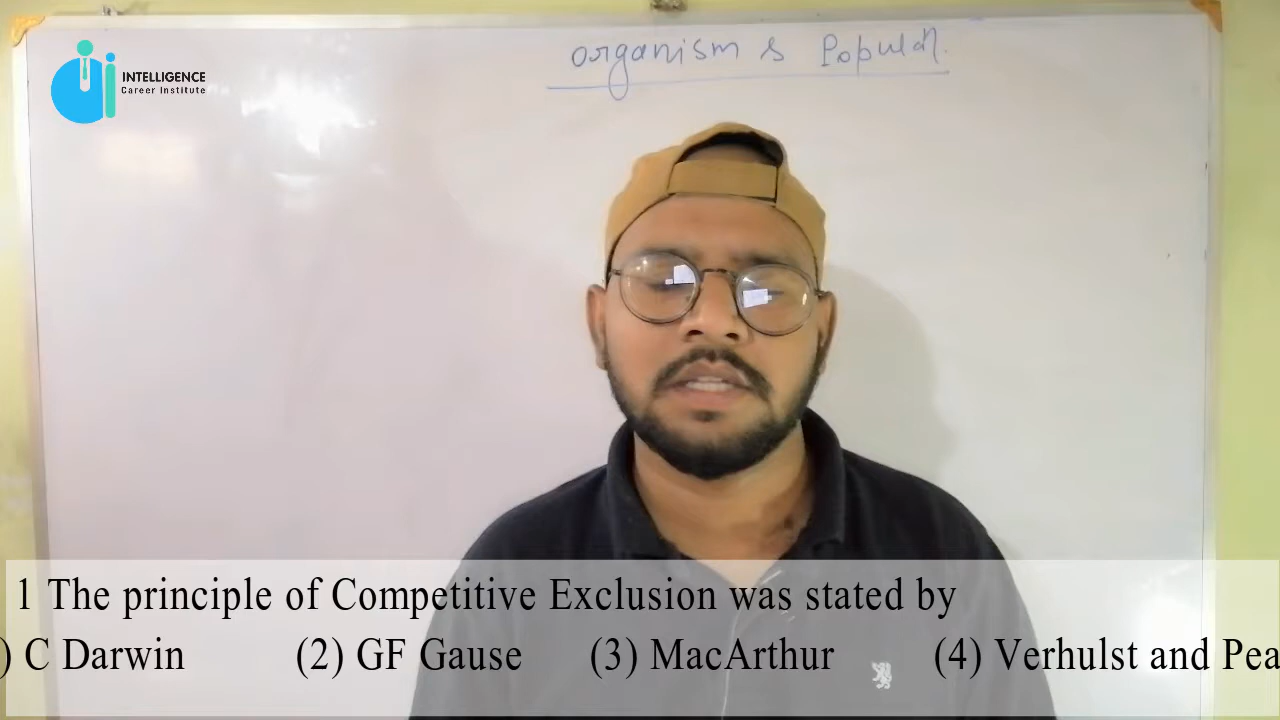 organism & Populn.
INTELLIGENCE
Career Institute
1 The principle of Competitive Exclusion was stated by
) C Darwin (2) GF Gause (3) MacArthur (4) Verhulst and Pea